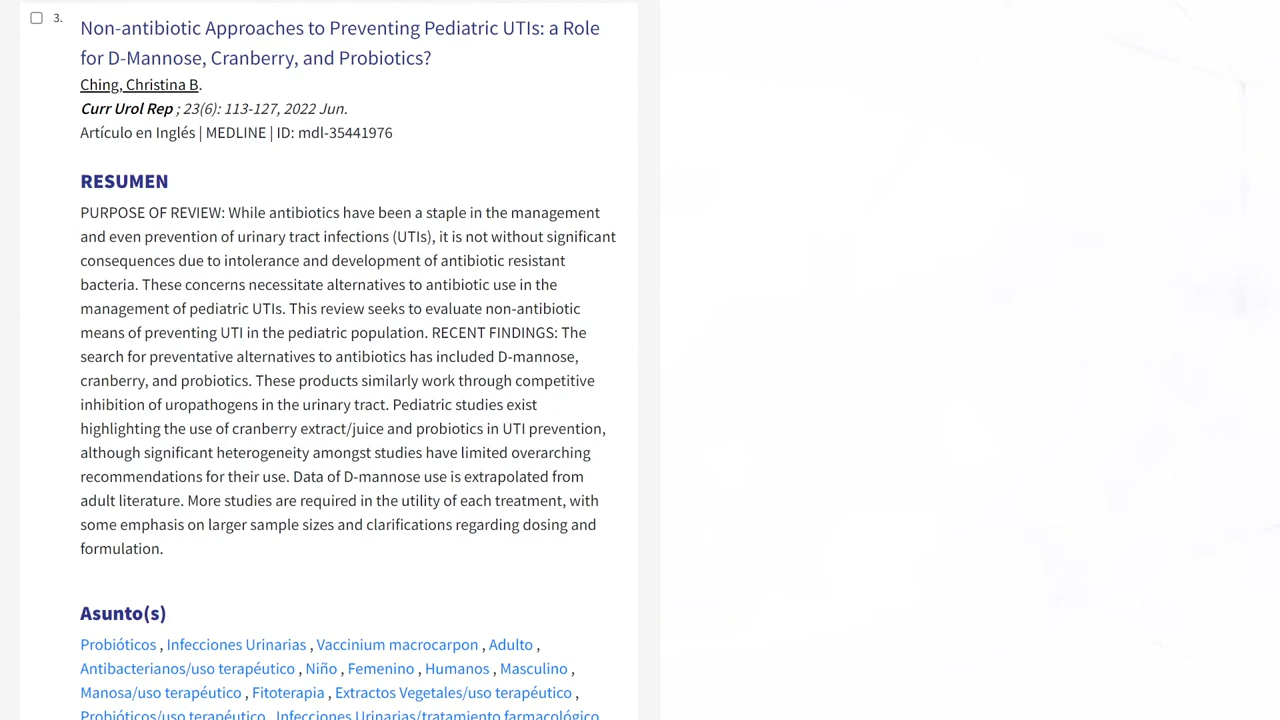 3.
Non-antibiotic Approaches to Preventing Pediatric UTIs: a Role
for D-Mannose, Cranberry, and Probiotics?
Ching, Christina B.
Curr Urol Rep ; 23(6): 113-127, 2022 Jun.
Artículo en Inglés | MEDLINE | ID: mdl-35441976
RESUMEN
PURPOSE OF REVIEW: While antibiotics have been a staple in the management
and even prevention of urinary tract infections (UTIs), it is not without significant
consequences due to intolerance and development of antibiotic resistant
bacteria. These concerns necessitate alternatives to antibiotic use in the
management of pediatric UTIs. This review seeks to evaluate non-antibiotic
means of preventing UTI in the pediatric population. RECENT FINDINGS: The
search for preventative alternatives to antibiotics has included D-mannose,
cranberry, and probiotics. These products similarly work through competitive
inhibition of uropathogens in the urinary tract. Pediatric studies exist
highlighting the use of cranberry extract/juice and probiotics in UTI prevention,
although significant heterogeneity amongst studies have limited overarching
recommendations for their use. Data of D-mannose use is extrapolated from
adult literature. More studies are required in the utility of each treatment, with
some emphasis on larger sample sizes and clarifications regarding dosing and
formulation.
Asunto(s)
Probióticos , Infecciones Urinarias , Vaccinium macrocarpon , Adulto ,
Antibacterianos/uso terapéutico , Niño , Femenino , Humanos , Masculino ,
Manosa/uso terapéutico , Fitoterapia , Extractos Vegetales/uso terapéutico ,
Probióticos/uso terapéutico , Infecciones Urinarias/tratamiento farmacológico